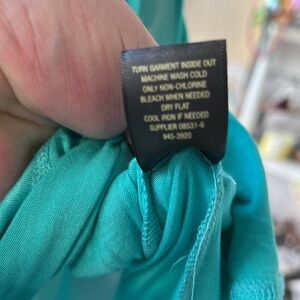 TURN GARMENT INSIDE OUT
MACHINE WASH COLD
ONLY NON-CHLORINE
BLEACH WHEN NEEDED
DRY FLAT
COOL IRON IF NEEDED
SUPPLIER 08531-6
945-3920